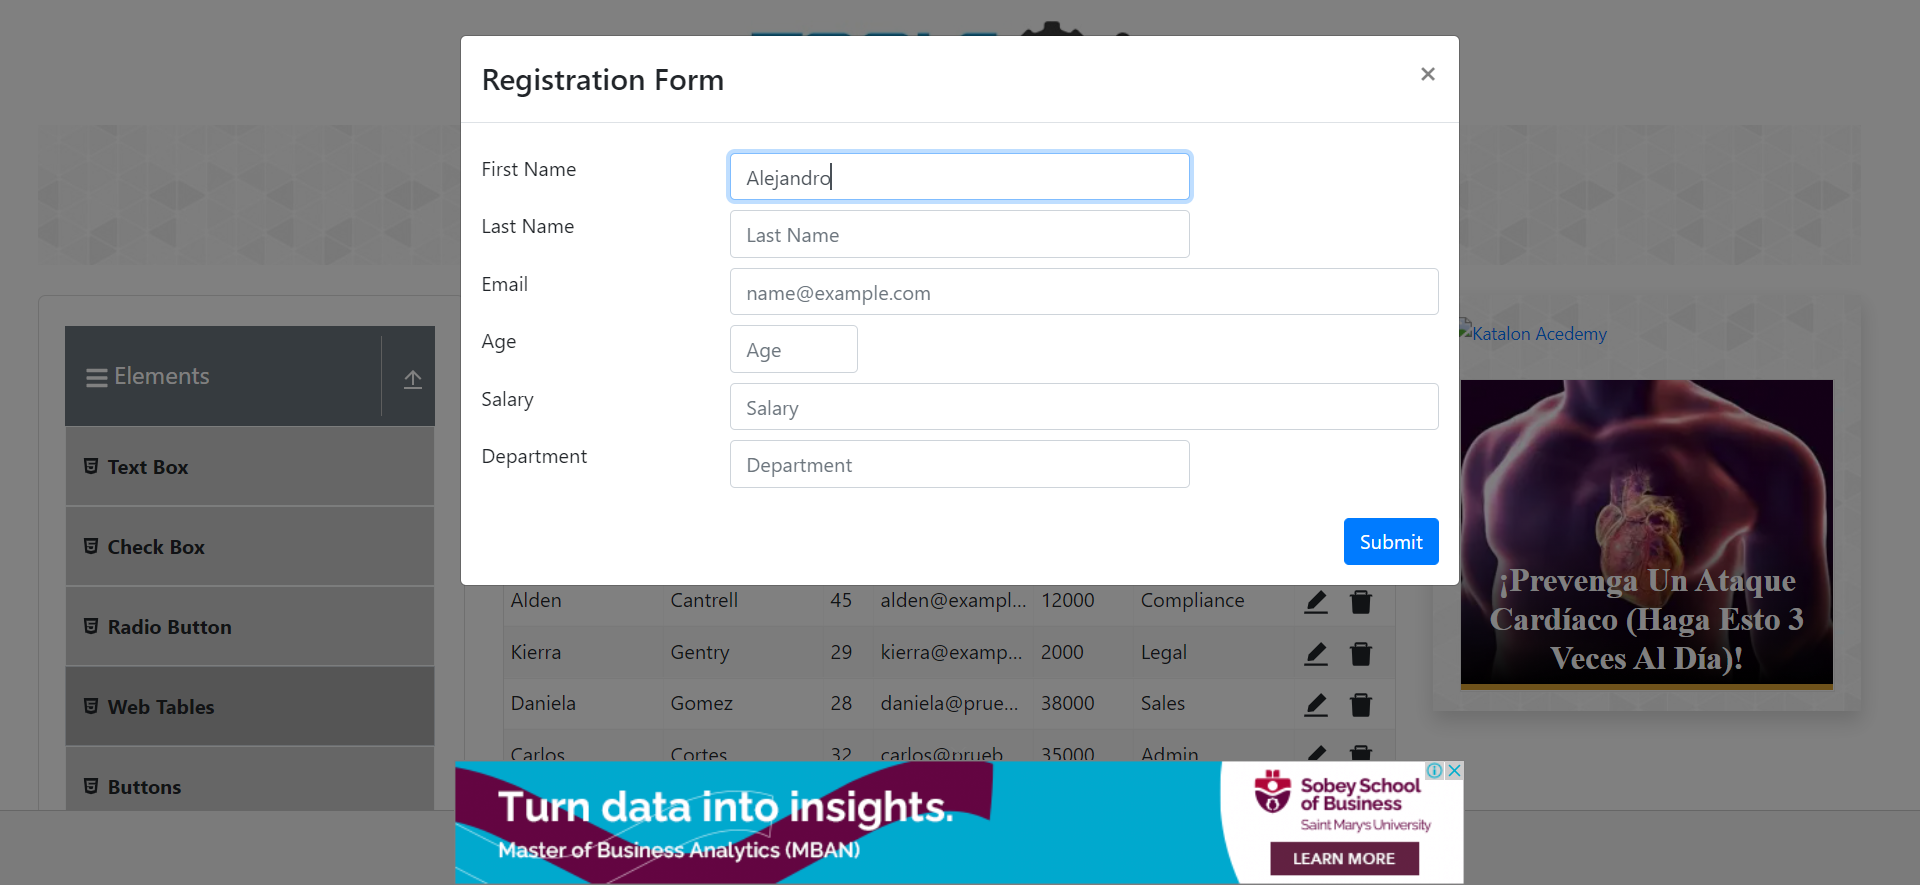 Registration Form
×
First Name
Alejandro
Last Name
Last Name
Email
name@example.com
Age
Age
Salary
Salary
Department
Department
Submit
Elements
Text Box
Check Box
Radio Button
Web Tables
Buttons
Alden Cantrell 45 alden@exampl... 12000 Compliance
Kierra Gentry 29 kierra@examp... 2000 Legal
Daniela Gomez 28 daniela@prue... 38000 Sales
Carlos Cortes 32 carlos@prueb... 35000 Admin
Katalon Acedemy
¡Prevenga Un Ataque
Cardíaco (Haga Esto 3
Veces Al Día)!
Turn data into insights.
Master of Business Analytics (MBAN)
Sobey School
of Business
Saint Mary's University
LEARN MORE